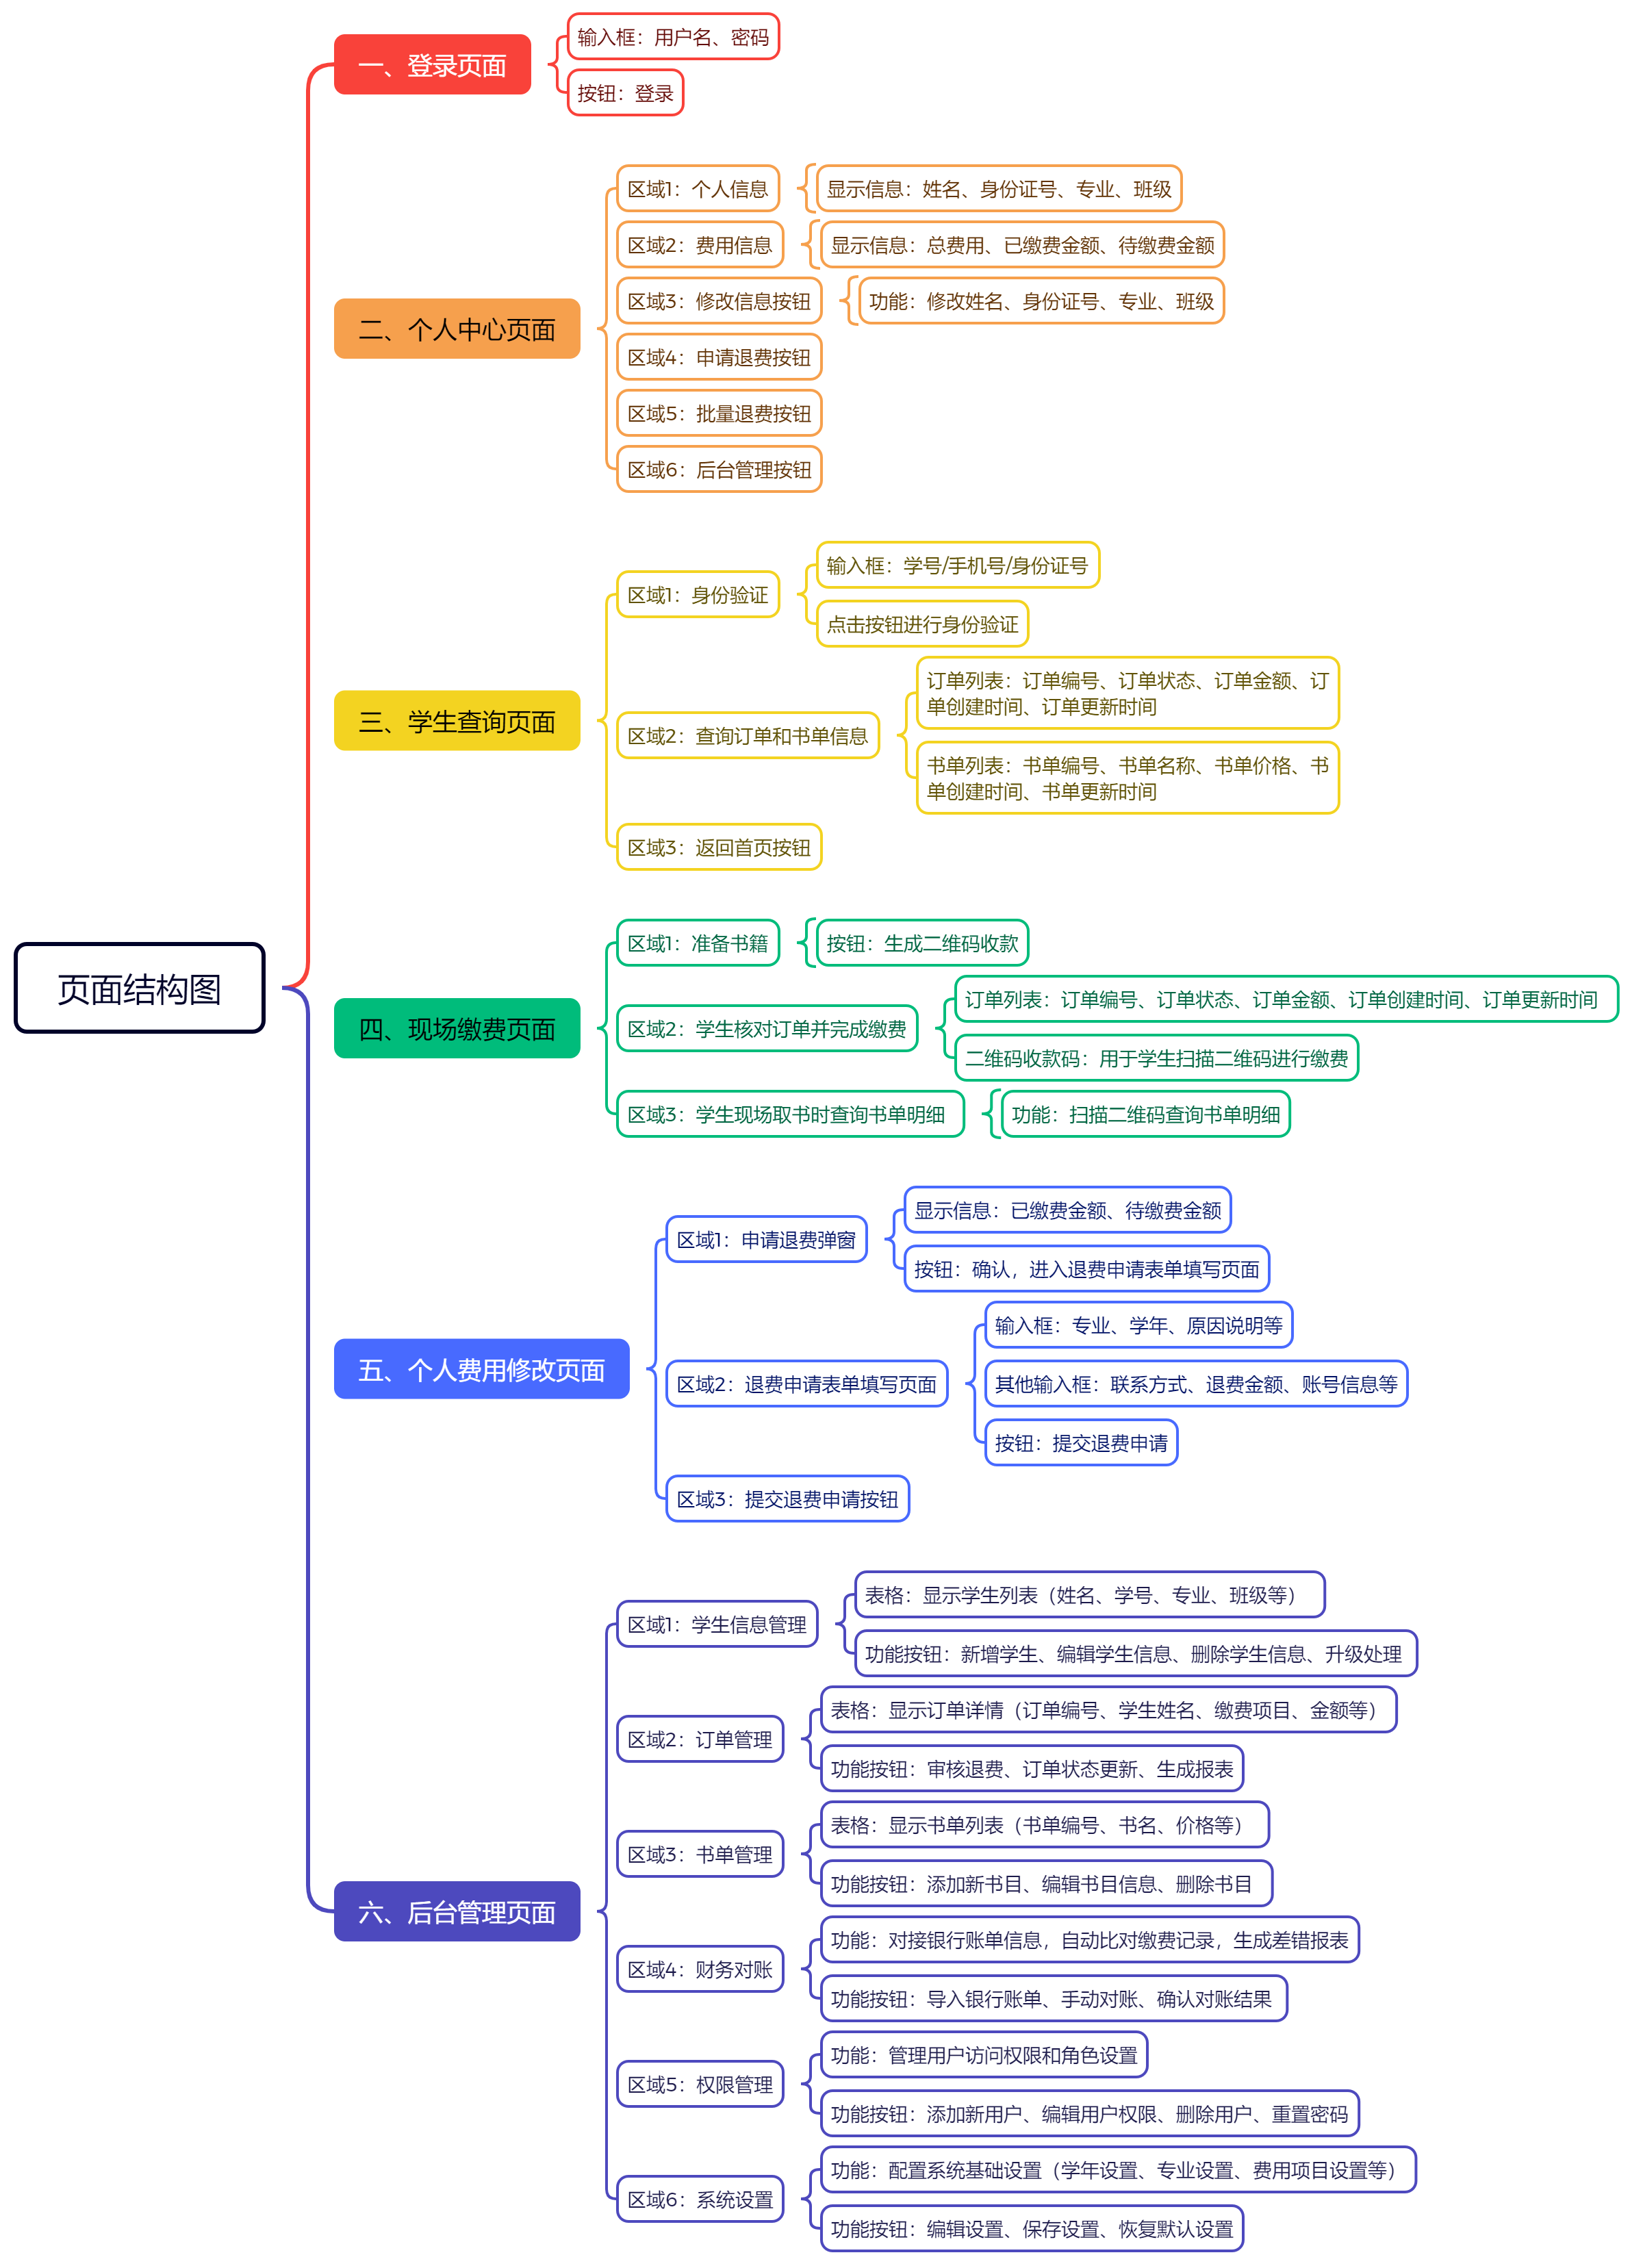 页面结构图
一、登录页面
输入框：用户名、密码
按钮：登录
二、个人中心页面
区域1：个人信息
显示信息：姓名、身份证号、专业、班级
区域2：费用信息
显示信息：总费用、已缴费金额、待缴费金额
区域3：修改信息按钮
功能：修改姓名、身份证号、专业、班级
区域4：申请退费按钮
区域5：批量退费按钮
区域6：后台管理按钮
三、学生查询页面
区域1：身份验证
输入框：学号/手机号/身份证号
点击按钮进行身份验证
区域2：查询订单和书单信息
订单列表：订单编号、订单状态、订单金额、订
单创建时间、订单更新时间
书单列表：书单编号、书单名称、书单价格、书
单创建时间、书单更新时间
区域3：返回首页按钮
四、现场缴费页面
区域1：准备书籍
按钮：生成二维码收款
区域2：学生核对订单并完成缴费
订单列表：订单编号、订单状态、订单金额、订单创建时间、订单更新时间
二维码收款码：用于学生扫描二维码进行缴费
区域3：学生现场取书时查询书单明细
功能：扫描二维码查询书单明细
五、个人费用修改页面
区域1：申请退费弹窗
显示信息：已缴费金额、待缴费金额
按钮：确认，进入退费申请表单填写页面
区域2：退费申请表单填写页面
输入框：专业、学年、原因说明等
其他输入框：联系方式、退费金额、账号信息等
按钮：提交退费申请
区域3：提交退费申请按钮
六、后台管理页面
区域1：学生信息管理
表格：显示学生列表（姓名、学号、专业、班级等）
功能按钮：新增学生、编辑学生信息、删除学生信息、升级处理
区域2：订单管理
表格：显示订单详情（订单编号、学生姓名、缴费项目、金额等）
功能按钮：审核退费、订单状态更新、生成报表
区域3：书单管理
表格：显示书单列表（书单编号、书名、价格等）
功能按钮：添加新书目、编辑书目信息、删除书目
区域4：财务对账
功能：对接银行账单信息，自动比对缴费记录，生成差错报表
功能按钮：导入银行账单、手动对账、确认对账结果
区域5：权限管理
功能：管理用户访问权限和角色设置
功能按钮：添加新用户、编辑用户权限、删除用户、重置密码
区域6：系统设置
功能：配置系统基础设置（学年设置、专业设置、费用项目设置等）
功能按钮：编辑设置、保存设置、恢复默认设置